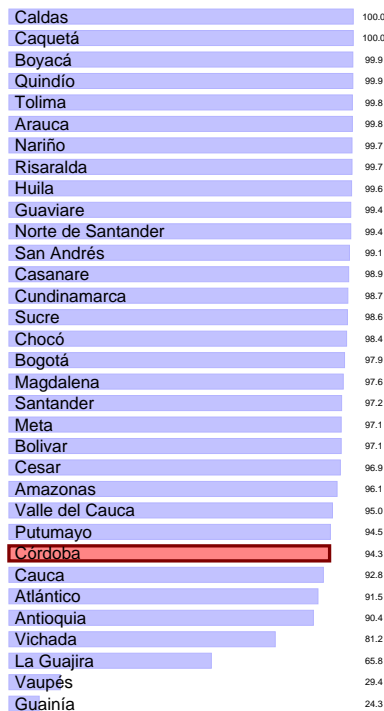 Caldas 100.0
Caquetá 100.0
Boyacá 99.9
Quindío 99.9
Tolima 99.8
Arauca 99.8
Nariño 99.7
Risaralda 99.7
Huila 99.6
Guaviare 99.4
Norte de Santander 99.4
San Andrés 99.1
Casanare 98.9
Cundinamarca 98.7
Sucre 98.6
Chocó 98.4
Bogotá 97.9
Magdalena 97.6
Santander 97.2
Meta 97.1
Bolivar 97.1
Cesar 96.9
Amazonas 96.1
Valle del Cauca 95.0
Putumayo 94.5
Córdoba 94.3
Cauca 92.8
Atlántico 91.5
Antioquia 90.4
Vichada 81.2
La Guajira 65.8
Vaupés 29.4
Guainía 24.3